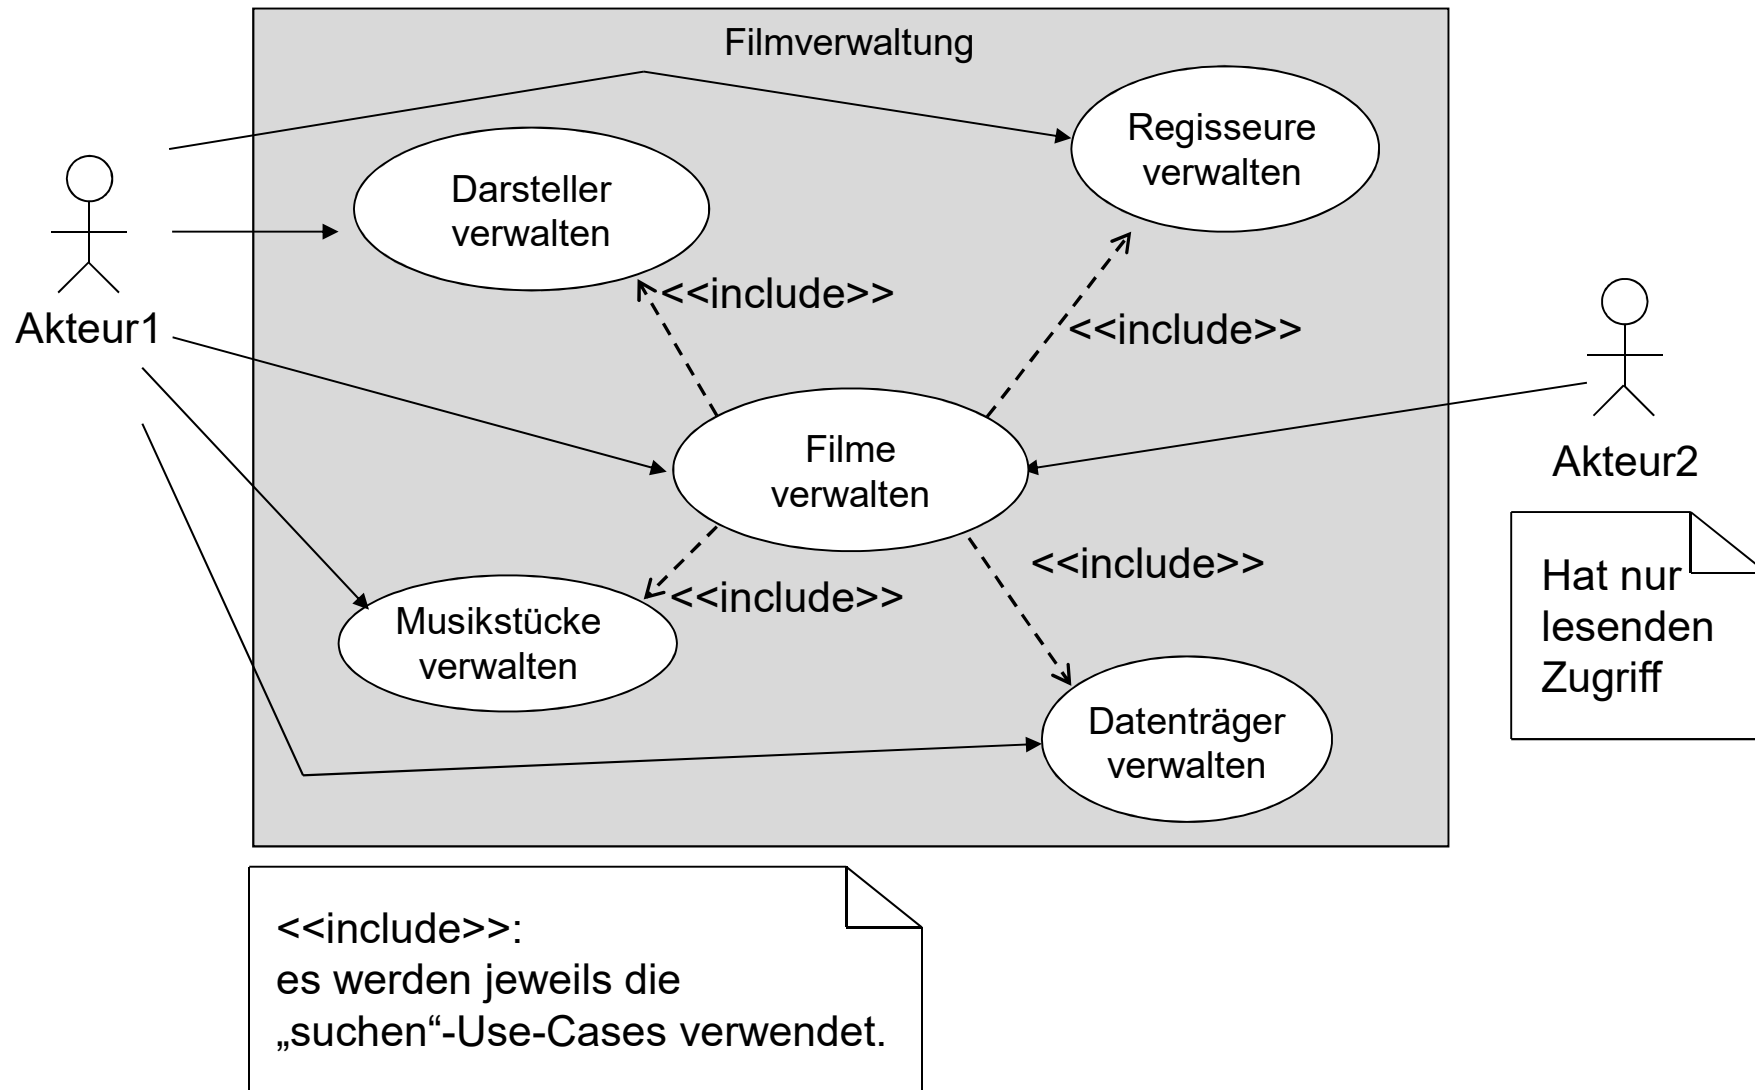 Filmverwaltung
Regisseure
verwalten
Darsteller
verwalten
<<include>>
<<include>>
Akteur1
Filme
verwalten
Akteur2
<<include>>
<<include>>
Hat nur
lesenden
Zugriff
Musikstücke
verwalten
Datenträger
verwalten
<<include>>:
es werden jeweils die
„suchen“-Use-Cases verwendet.